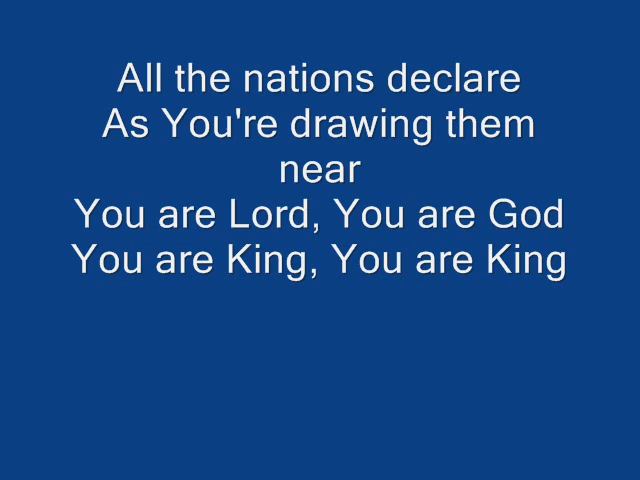 All the nations declare
As You're drawing them
near
You are Lord, You are God
You are King, You are King